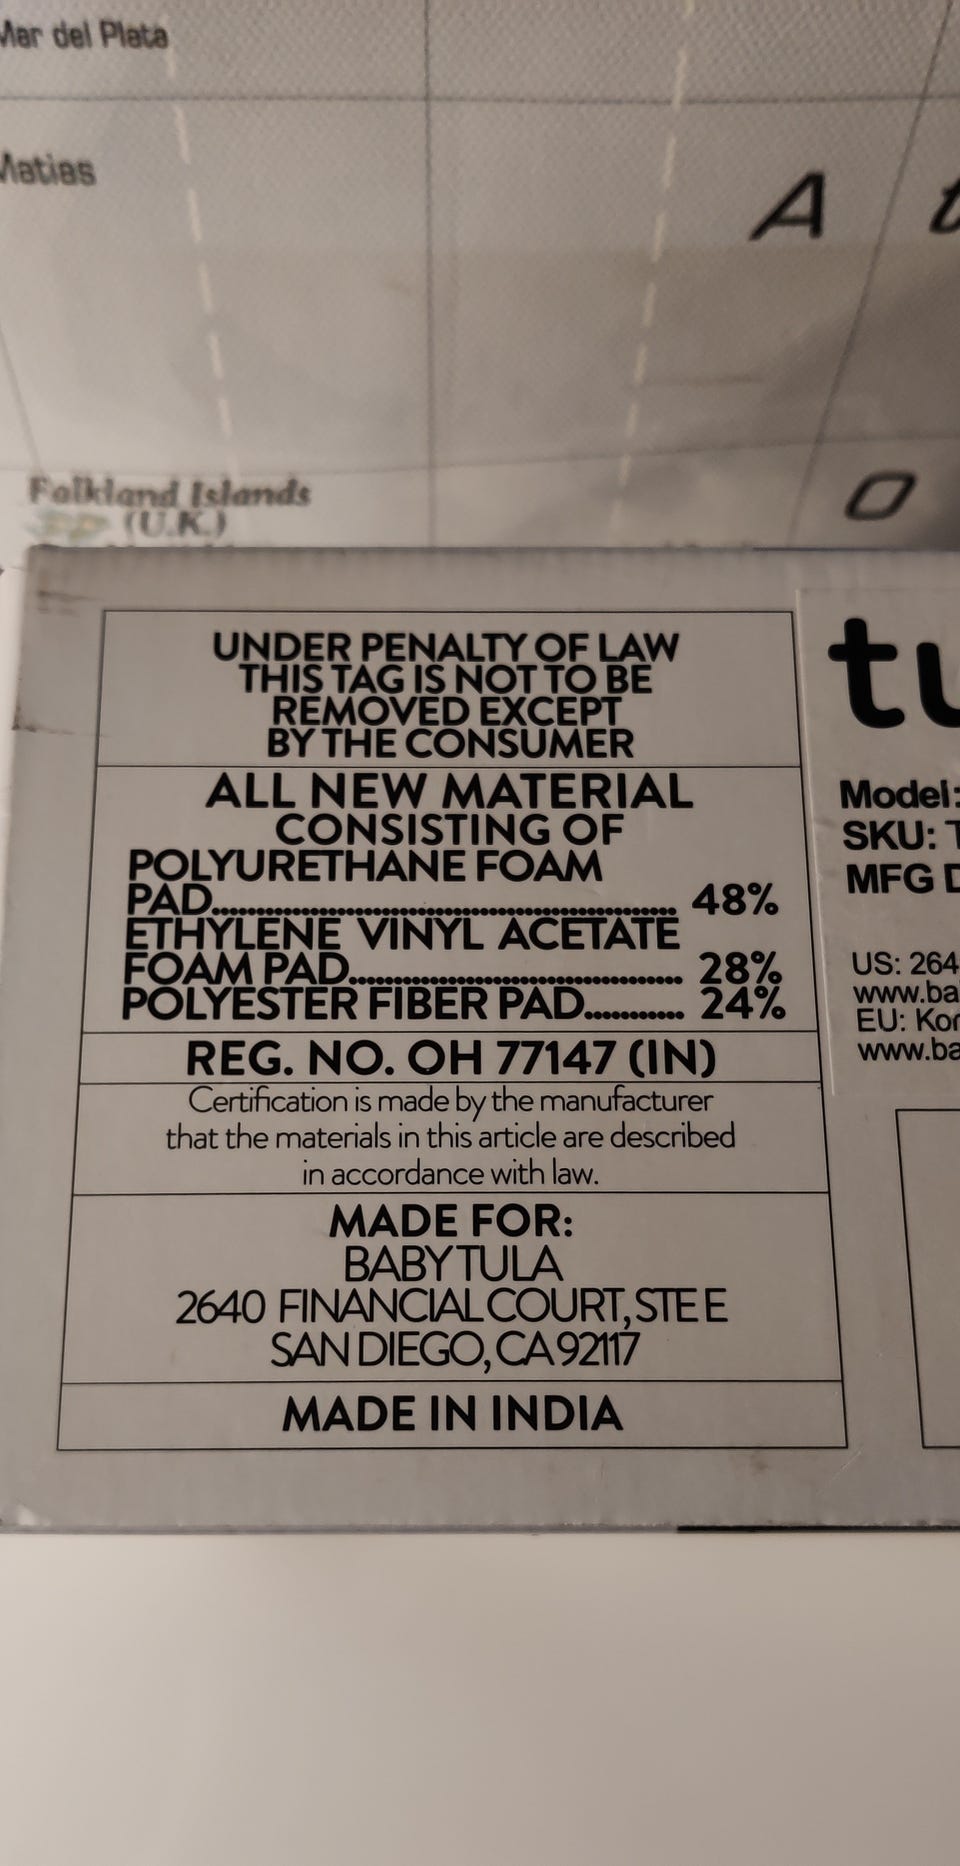 Mar del Plata
Matias
A t
Falkland Islands
(U.K.)
O
UNDER PENALTY OF LAW
THIS TAG IS NOT TO BE
REMOVED EXCEPT
BY THE CONSUMER
ALL NEW MATERIAL
CONSISTING OF
POLYURETHANE FOAM
PAD.................................................. 48%
ETHYLENE VINYL ACETATE
FOAM PAD.................................... 28%
POLYESTER FIBER PAD............ 24%
REG. NO. OH 77147 (IN)
Certification is made by the manufacturer
that the materials in this article are described
in accordance with law.
MADE FOR:
BABY TULA
2640 FINANCIAL COURT, STE E
SAN DIEGO, CA 92117
MADE IN INDIA
tu
Model:
SKU: T
MFG D
US: 264
www.ba
EU: Kor
www.ba